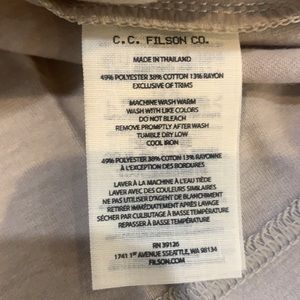 C.C. FILSON CO.
MADE IN THAILAND
49% POLYESTER 38% COTTON 13% RAYON
EXCLUSIVE OF TRIMS
MACHINE WASH WARM
WASH WITH LIKE COLORS
DO NOT BLEACH
REMOVE PROMPTLY AFTER WASH
TUMBLE DRY LOW
COOL IRON
49% POLYESTER 38% COTTON 13% RAYONNE
À L'EXCEPTION DES BORDURES
LAVER À LA MACHINE À L'EAU TIÈDE
LAVER AVEC DES COULEURS SIMILAIRES
NE PAS UTILISER D'AGENT DE BLANCHIMENT
RETIRER IMMÉDIATEMENT APRÈS LAVAGE
SÉCHER PAR CULBUTAGE À BASSE TEMPÉRATURE
REPASSER À BASSE TEMPÉRATURE
RN 39126
1741 1ST AVENUE SSEATTLE, WA 98134
FILSON.COM